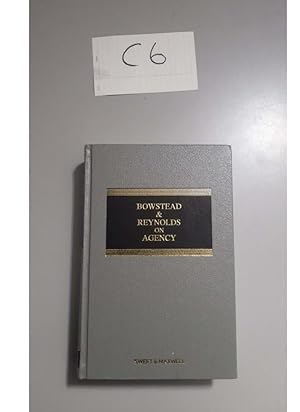 C6
BOWSTEAD
&
REYNOLDS
ON
AGENCY
SWEET & MAXWELL